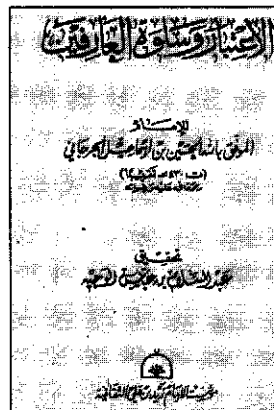 الاعتبار وسلوة العارفين
للإمام
الموفق بالله الحسين بن إسماعيل الجرجاني
تحقيق
عبد السلام بن عباس الوجيه
مؤسسة الإمام زيد بن علي الثقافية